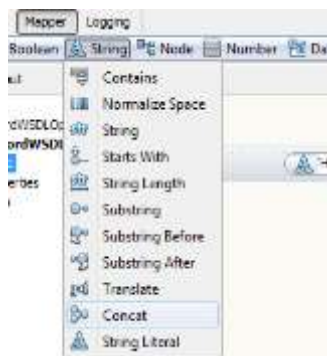 Mapper Logging
Boolean String Node Number Da
Contains
Normalize Space
String
Starts With
String Length
Substring
Substring Before
Substring After
Translate
Concat
String Literal